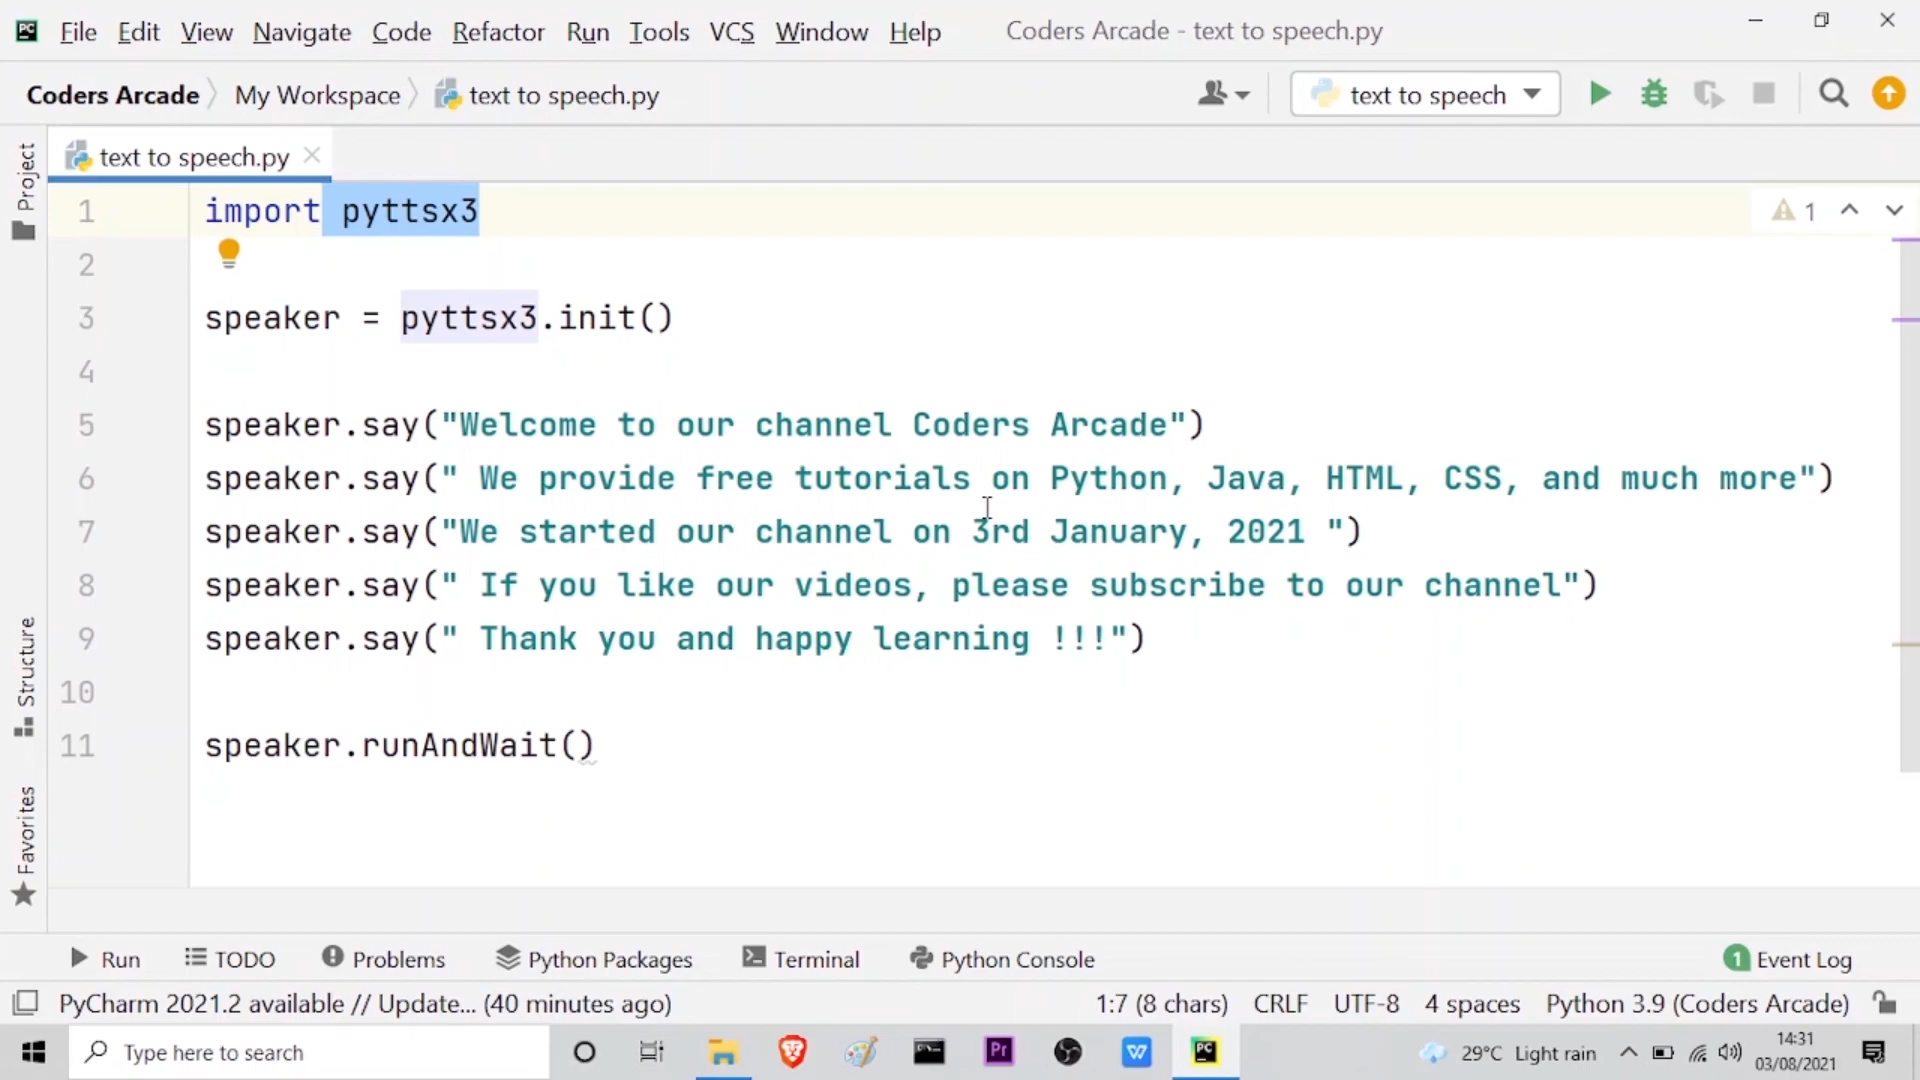 PC File Edit View Navigate Code Refactor Run Tools VCS Window Help Coders Arcade - text to speech.py
Coders Arcade My Workspace text to speech.py text to speech
Project
text to speech.py
1 import pyttsx3
1
2
3 speaker = pyttsx3.init()
4
5 speaker.say("Welcome to our channel Coders Arcade")
6 speaker.say(" We provide free tutorials on Python, Java, HTML, CSS, and much more")
7 speaker.say("We started our channel on 3rd January, 2021 ")
8 speaker.say(" If you like our videos, please subscribe to our channel")
9 speaker.say(" Thank you and happy learning !!!")
10
11 speaker.runAndWait()
Structure
Favorites
Run TODO Problems Python Packages Terminal Python Console 1 Event Log
PyCharm 2021.2 available // Update... (40 minutes ago) 1:7 (8 chars) CRLF UTF-8 4 spaces Python 3.9 (Coders Arcade)
Type here to search Pr W PC 29°C Light rain 14:31
03/08/2021